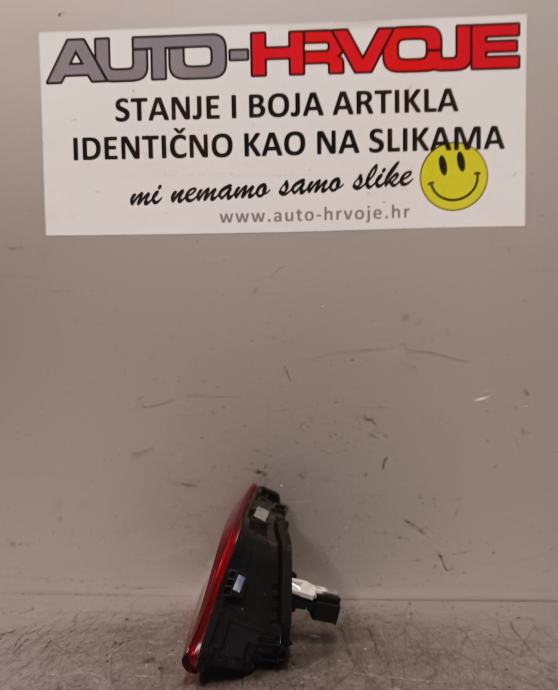 AUTO-HRVOJE
STANJE I BOJA ARTIKLA
IDENTIČNO KAO NA SLIKAMA
mi nemamo samo slike
www.auto-hrvoje.hr